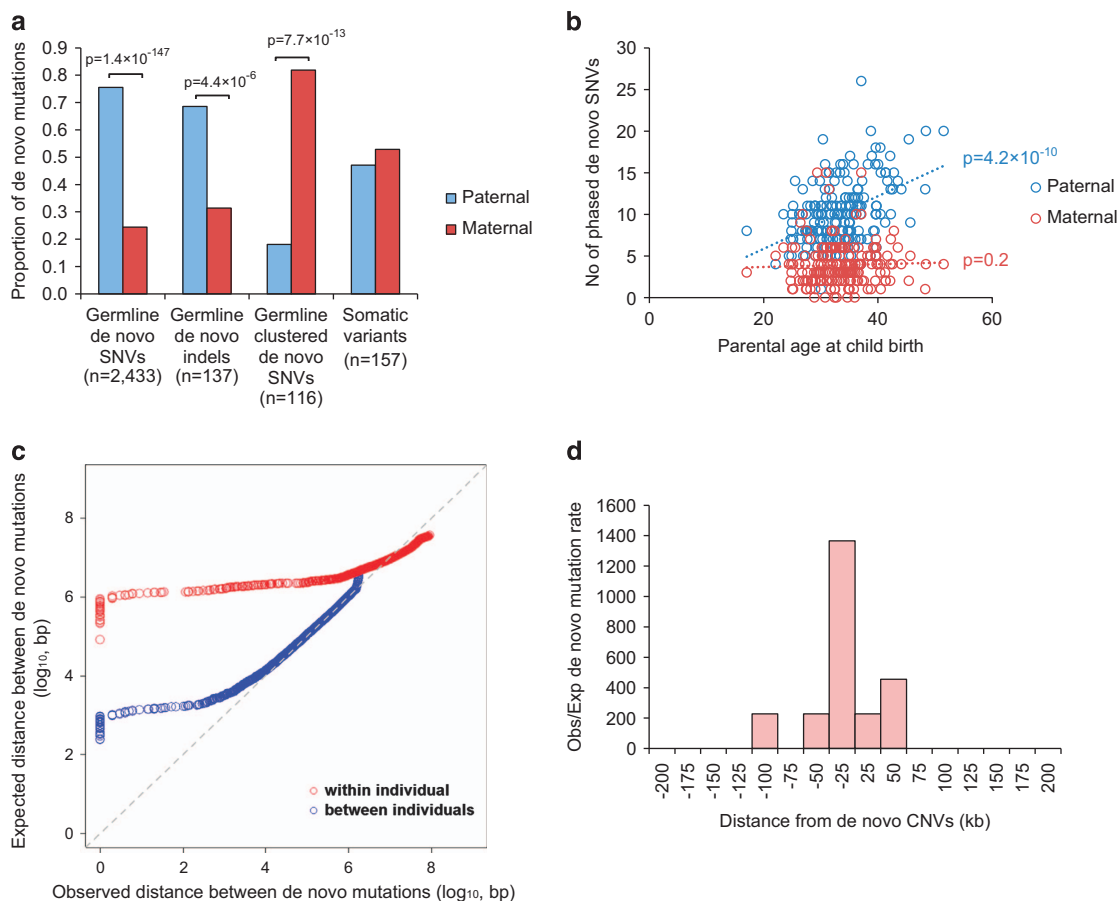 a
Proportion of de novo mutations
0.9
0.8
0.7
0.6
0.5
0.4
0.3
0.2
0.1
0.0
p=1.4×10⁻¹⁴⁷
p=4.4×10⁻⁶
p=7.7×10⁻¹³
Paternal
Maternal
Germline
de novo
SNVs
(n=2,433)
Germline
de novo
indels
(n=137)
Germline
clustered
de novo
SNVs
(n=116)
Somatic
variants
(n=157)
b
No of phased de novo SNVs
30
25
20
15
10
5
0
p=4.2×10⁻¹⁰
Paternal
Maternal
p=0.2
0 20 40 60
Parental age at child birth
c
Expected distance between de novo mutations
(log₁₀, bp)
8
6
4
2
0
within individual
between individuals
0 2 4 6 8
Observed distance between de novo mutations (log₁₀, bp)
d
Obs/Exp de novo mutation rate
1600
1400
1200
1000
800
600
400
200
0
-200 -175 -150 -125 -100 -75 -50 -25 25 50 75 100 125 150 175 200
Distance from de novo CNVs (kb)